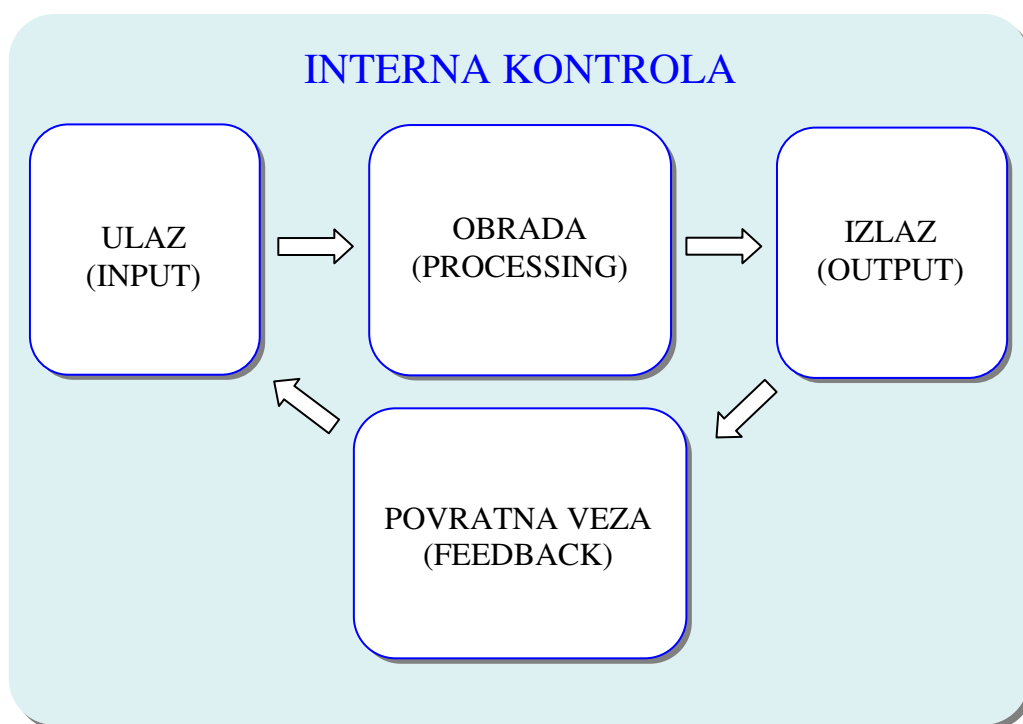 INTERNA KONTROLA
ULAZ
(INPUT)
OBRADA
(PROCESSING)
IZLAZ
(OUTPUT)
POVRATNA VEZA
(FEEDBACK)